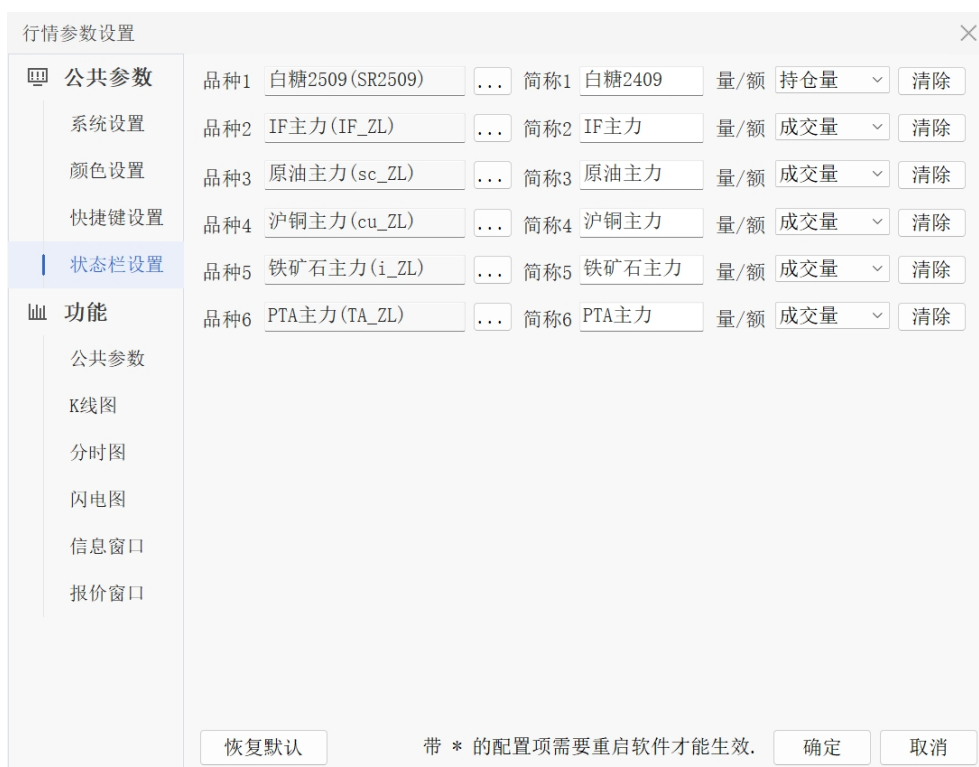 行情参数设置
公共参数
系统设置
颜色设置
快捷键设置
状态栏设置
功能
公共参数
K线图
分时图
闪电图
信息窗口
报价窗口
品种1 白糖2509(SR2509) ... 简称1 白糖2409 量/额 持仓量 清除
品种2 IF主力(IF_ZL) ... 简称2 IF主力 量/额 成交量 清除
品种3 原油主力(sc_ZL) ... 简称3 原油主力 量/额 成交量 清除
品种4 沪铜主力(cu_ZL) ... 简称4 沪铜主力 量/额 成交量 清除
品种5 铁矿石主力(i_ZL) ... 简称5 铁矿石主力 量/额 成交量 清除
品种6 PTA主力(TA_ZL) ... 简称6 PTA主力 量/额 成交量 清除
恢复默认 带 * 的配置项需要重启软件才能生效. 确定 取消